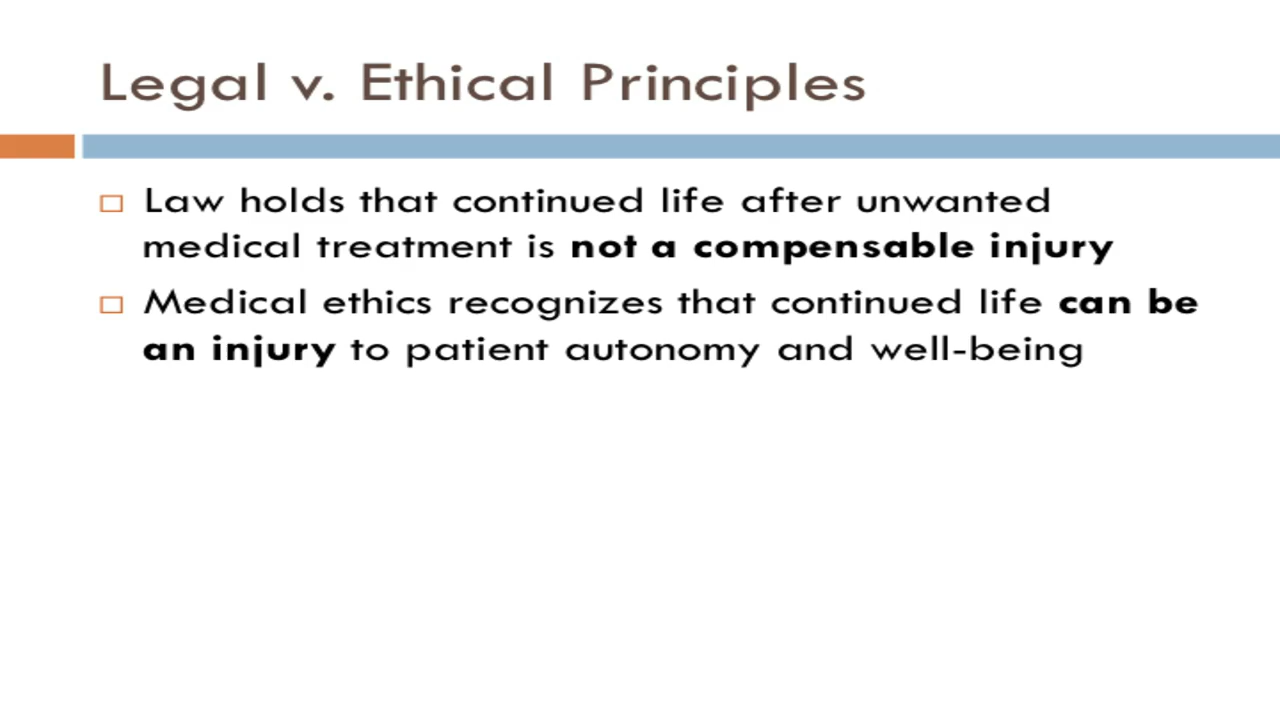 Legal v. Ethical Principles
Law holds that continued life after unwanted
medical treatment is not a compensable injury
Medical ethics recognizes that continued life can be
an injury to patient autonomy and well-being